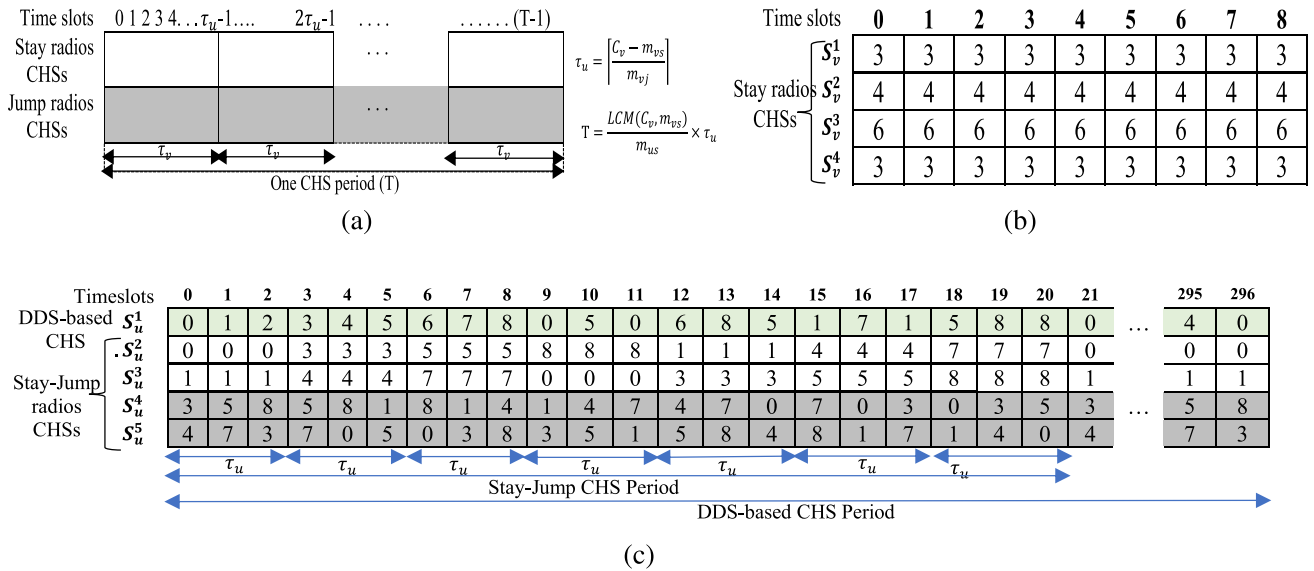 Time slots 0 1 2 3 4. . . τᵤ-1.... 2τᵤ-1 . . . . . . . . . . (T-1)
Stay radios CHSs . . .
Jump radios CHSs . . .
τᵥ τᵥ τᵥ
One CHS period (T)
τᵤ = ⌈(Cᵥ − mᵥₛ)/mᵥⱼ⌉
T = LCM(Cᵥ, mᵥₛ)/mᵤₛ × τᵤ
(a)
Time slots 0 1 2 3 4 5 6 7 8
Stay radios CHSs
Sᵥ¹ 3 3 3 3 3 3 3 3 3
Sᵥ² 4 4 4 4 4 4 4 4 4
Sᵥ³ 6 6 6 6 6 6 6 6 6
Sᵥ⁴ 3 3 3 3 3 3 3 3 3
(b)
Timeslots 0 1 2 3 4 5 6 7 8 9 10 11 12 13 14 15 16 17 18 19 20 21 295 296
DDS-based CHS Sᵤ¹ 0 1 2 3 4 5 6 7 8 0 5 0 6 8 5 1 7 1 5 8 8 0 ... 4 0
Stay-Jump radios CHSs
. Sᵤ² 0 0 0 3 3 3 5 5 5 8 8 8 1 1 1 4 4 4 7 7 7 0 0 0
Sᵤ³ 1 1 1 4 4 4 7 7 7 0 0 0 3 3 3 5 5 5 8 8 8 1 1 1
Sᵤ⁴ 3 5 8 5 8 1 8 1 4 1 4 7 4 7 0 7 0 3 0 3 5 3 ... 5 8
Sᵤ⁵ 4 7 3 7 0 5 0 3 8 3 5 1 5 8 4 8 1 7 1 4 0 4 7 3
τᵤ τᵤ τᵤ τᵤ τᵤ τᵤ τᵤ
Stay-Jump CHS Period
DDS-based CHS Period
(c)